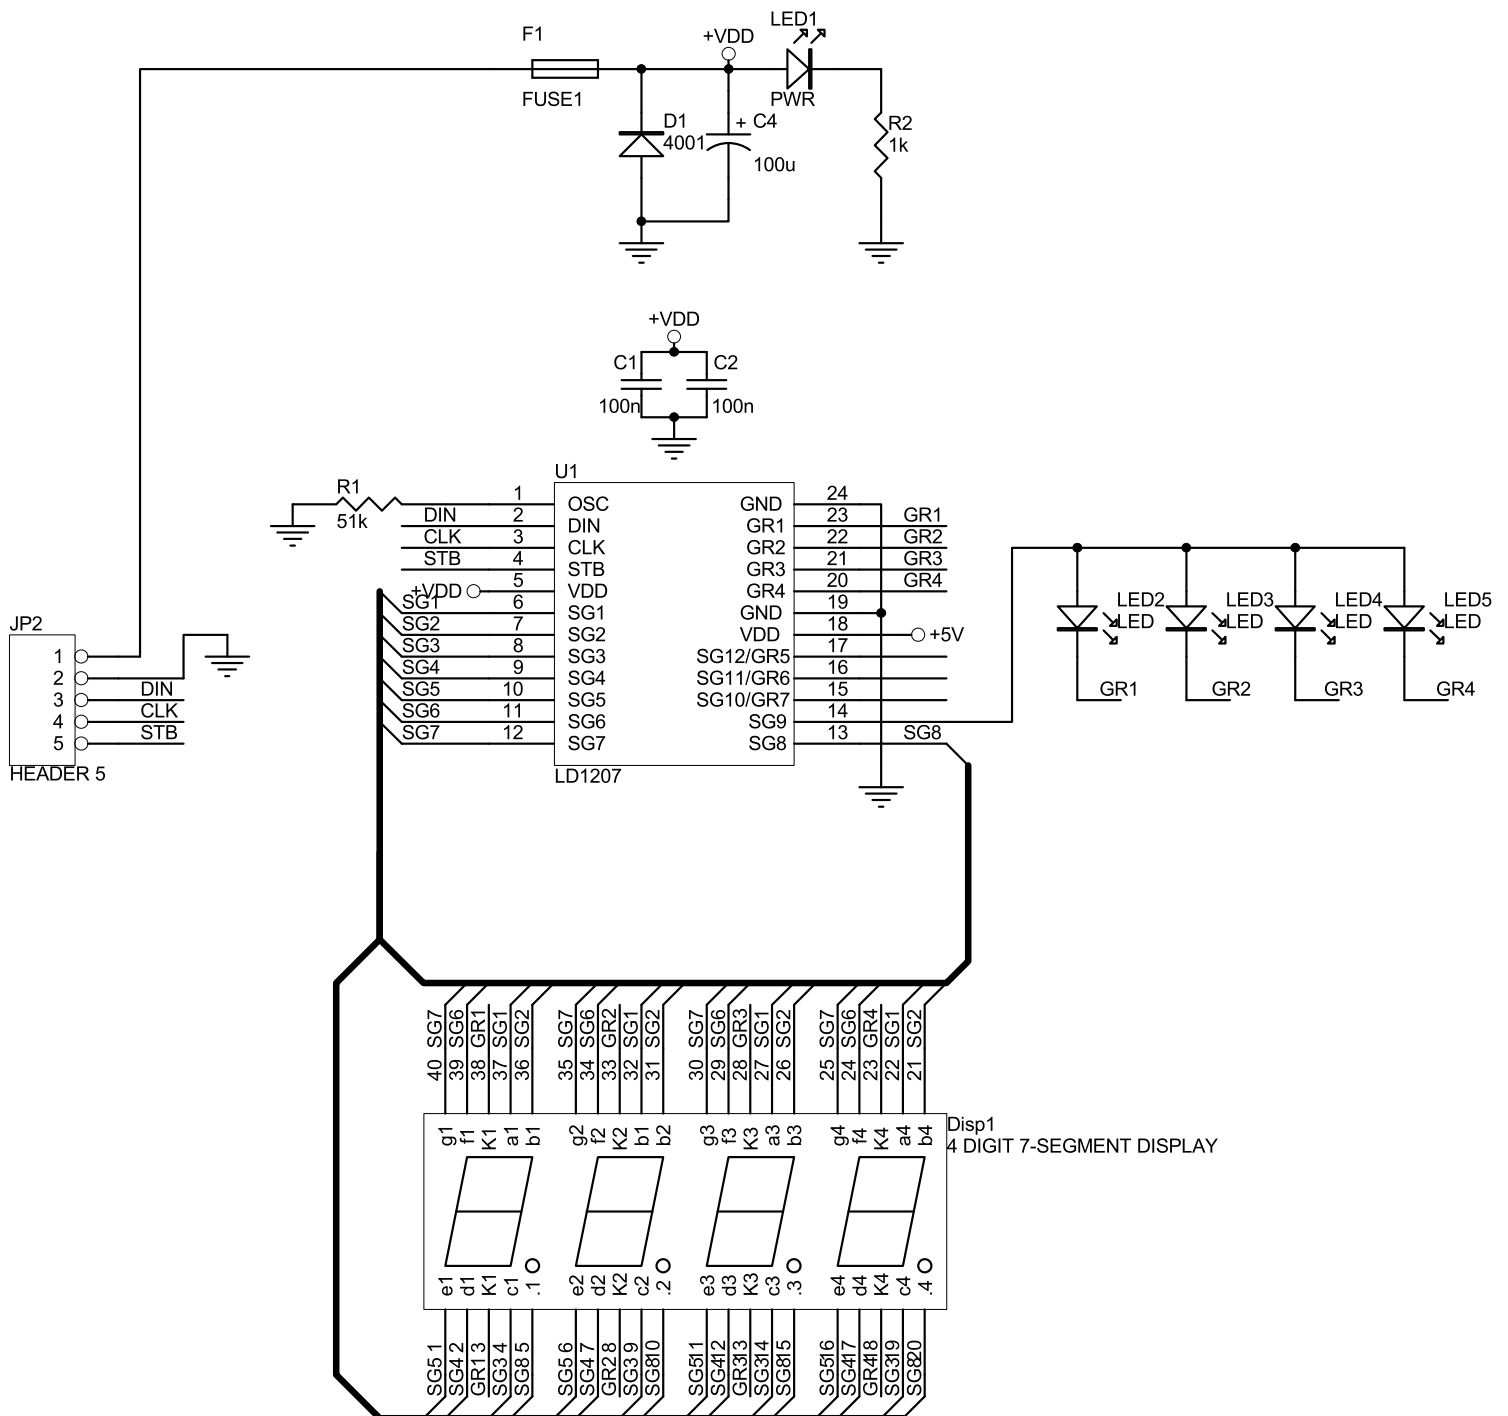 F1
FUSE1
+VDD
LED1
PWR
D1
4001
+ C4
100u
R2
1k
+VDD
C1
100n
C2
100n
U1
R1
51k
DIN
CLK
STB
+VDD
SG1
SG2
SG3
SG4
SG5
SG6
SG7
1 OSC GND 24
2 DIN GR1 23 GR1
3 CLK GR2 22 GR2
4 STB GR3 21 GR3
5 VDD GR4 20 GR4
6 SG1 GND 19
7 SG2 VDD 18 +5V
8 SG3 SG12/GR5 17
9 SG4 SG11/GR6 16
10 SG5 SG10/GR7 15
11 SG6 SG9 14
12 SG7 SG8 13 SG8
LD1207
JP2
1
2
3 DIN
4 CLK
5 STB
HEADER 5
LED2
LED
GR1
LED3
LED
GR2
LED4
LED
GR3
LED5
LED
GR4
40 SG7
39 SG6
38 GR1
37 SG1
36 SG2
35 SG7
34 SG6
33 GR2
32 SG1
31 SG2
30 SG7
29 SG6
28 GR3
27 SG1
26 SG2
25 SG7
24 SG6
23 GR4
22 SG1
21 SG2
g1 f1 K1 a1 b1
g2 f2 K2 b1 b2
g3 f3 K3 a3 b3
g4 f4 K4 a4 b4
Disp1
4 DIGIT 7-SEGMENT DISPLAY
e1 d1 K1 c1 .1
e2 d2 K2 c2 .2
e3 d3 K3 c3 .3
e4 d4 K4 c4 .4
SG5 1
SG4 2
GR1 3
SG3 4
SG8 5
SG5 6
SG4 7
GR2 8
SG3 9
SG8 10
SG5 11
SG4 12
GR3 13
SG3 14
SG8 15
SG5 16
SG4 17
GR4 18
SG3 19
SG8 20